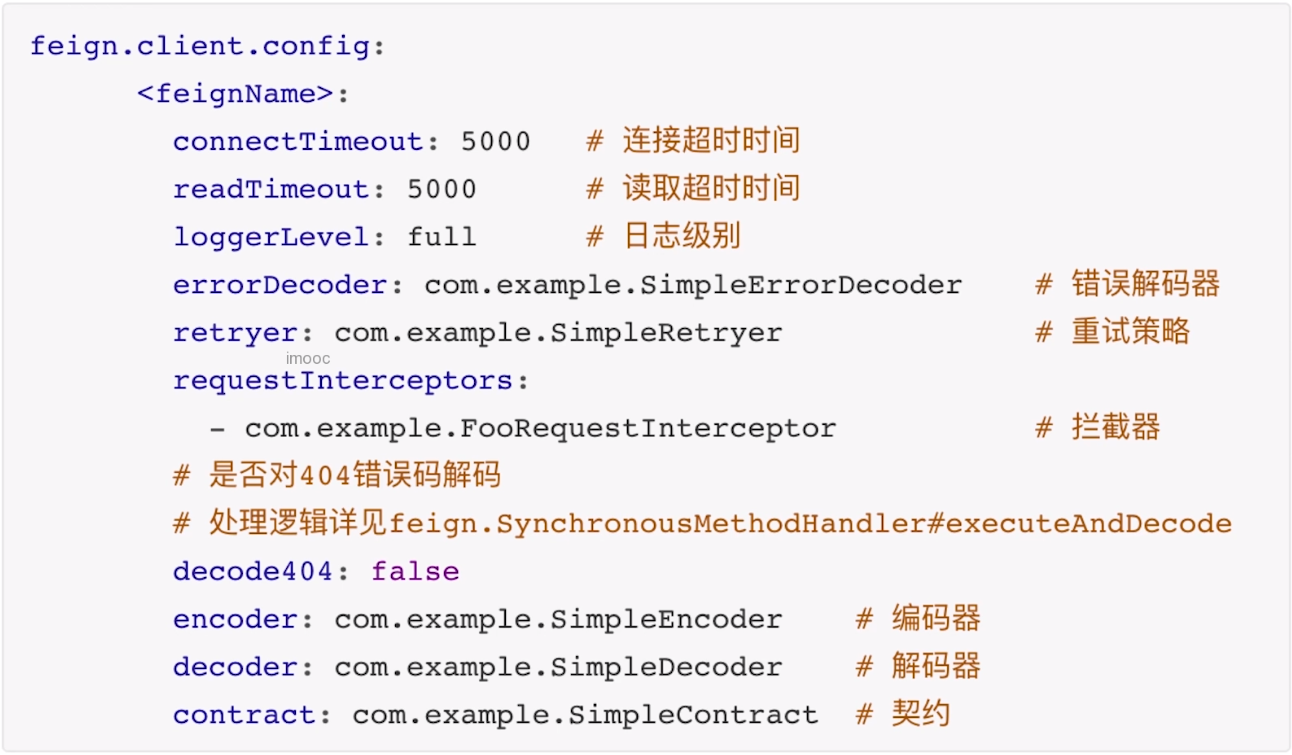 feign.client.config:
<feignName>:
connectTimeout: 5000 # 连接超时时间
readTimeout: 5000 # 读取超时时间
loggerLevel: full # 日志级别
errorDecoder: com.example.SimpleErrorDecoder # 错误解码器
retryer: com.example.SimpleRetryer # 重试策略
imooc
requestInterceptors:
- com.example.FooRequestInterceptor # 拦截器
# 是否对404错误码解码
# 处理逻辑详见feign.SynchronousMethodHandler#executeAndDecode
decode404: false
encoder: com.example.SimpleEncoder # 编码器
decoder: com.example.SimpleDecoder # 解码器
contract: com.example.SimpleContract # 契约